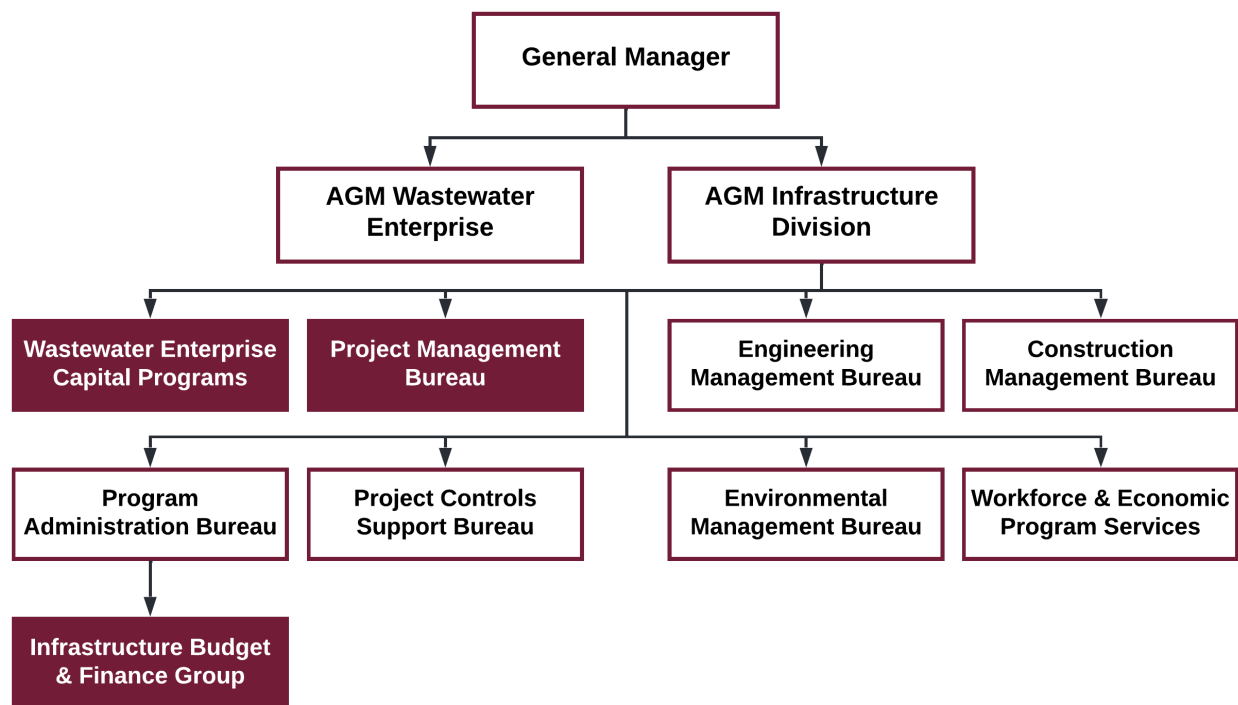 General Manager
AGM Wastewater
Enterprise
AGM Infrastructure
Division
Wastewater Enterprise
Capital Programs
Project Management
Bureau
Engineering
Management Bureau
Construction
Management Bureau
Program
Administration Bureau
Project Controls
Support Bureau
Environmental
Management Bureau
Workforce & Economic
Program Services
Infrastructure Budget
& Finance Group